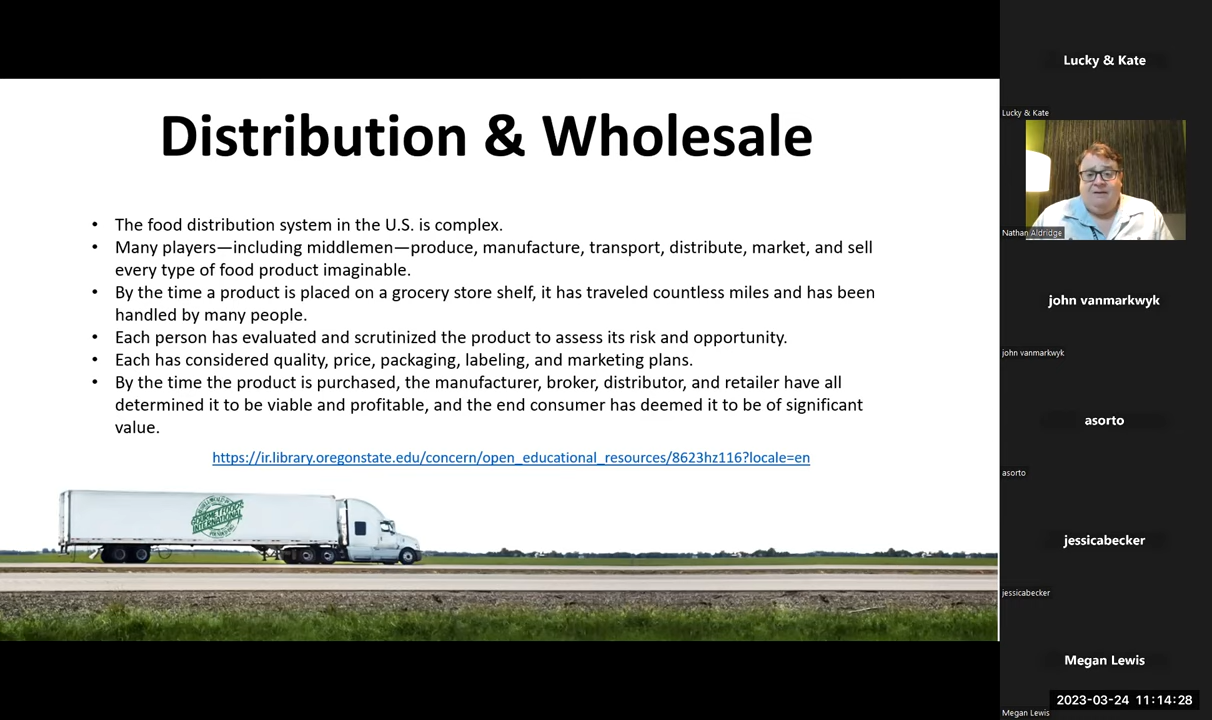 Distribution & Wholesale
• The food distribution system in the U.S. is complex.
• Many players—including middlemen—produce, manufacture, transport, distribute, market, and sell
every type of food product imaginable.
• By the time a product is placed on a grocery store shelf, it has traveled countless miles and has been
handled by many people.
• Each person has evaluated and scrutinized the product to assess its risk and opportunity.
• Each has considered quality, price, packaging, labeling, and marketing plans.
• By the time the product is purchased, the manufacturer, broker, distributor, and retailer have all
determined it to be viable and profitable, and the end consumer has deemed it to be of significant
value.
https://ir.library.oregonstate.edu/concern/open_educational_resources/8623hz116?locale=en
GOURMET FOODS
INTERNATIONAL
Lucky & Kate
Lucky & Kate
Nathan Aldridge
john vanmarkwyk
john vanmarkwyk
asorto
asorto
jessicabecker
jessicabecker
Megan Lewis
2023-03-24 11:14:28
Megan Lewis